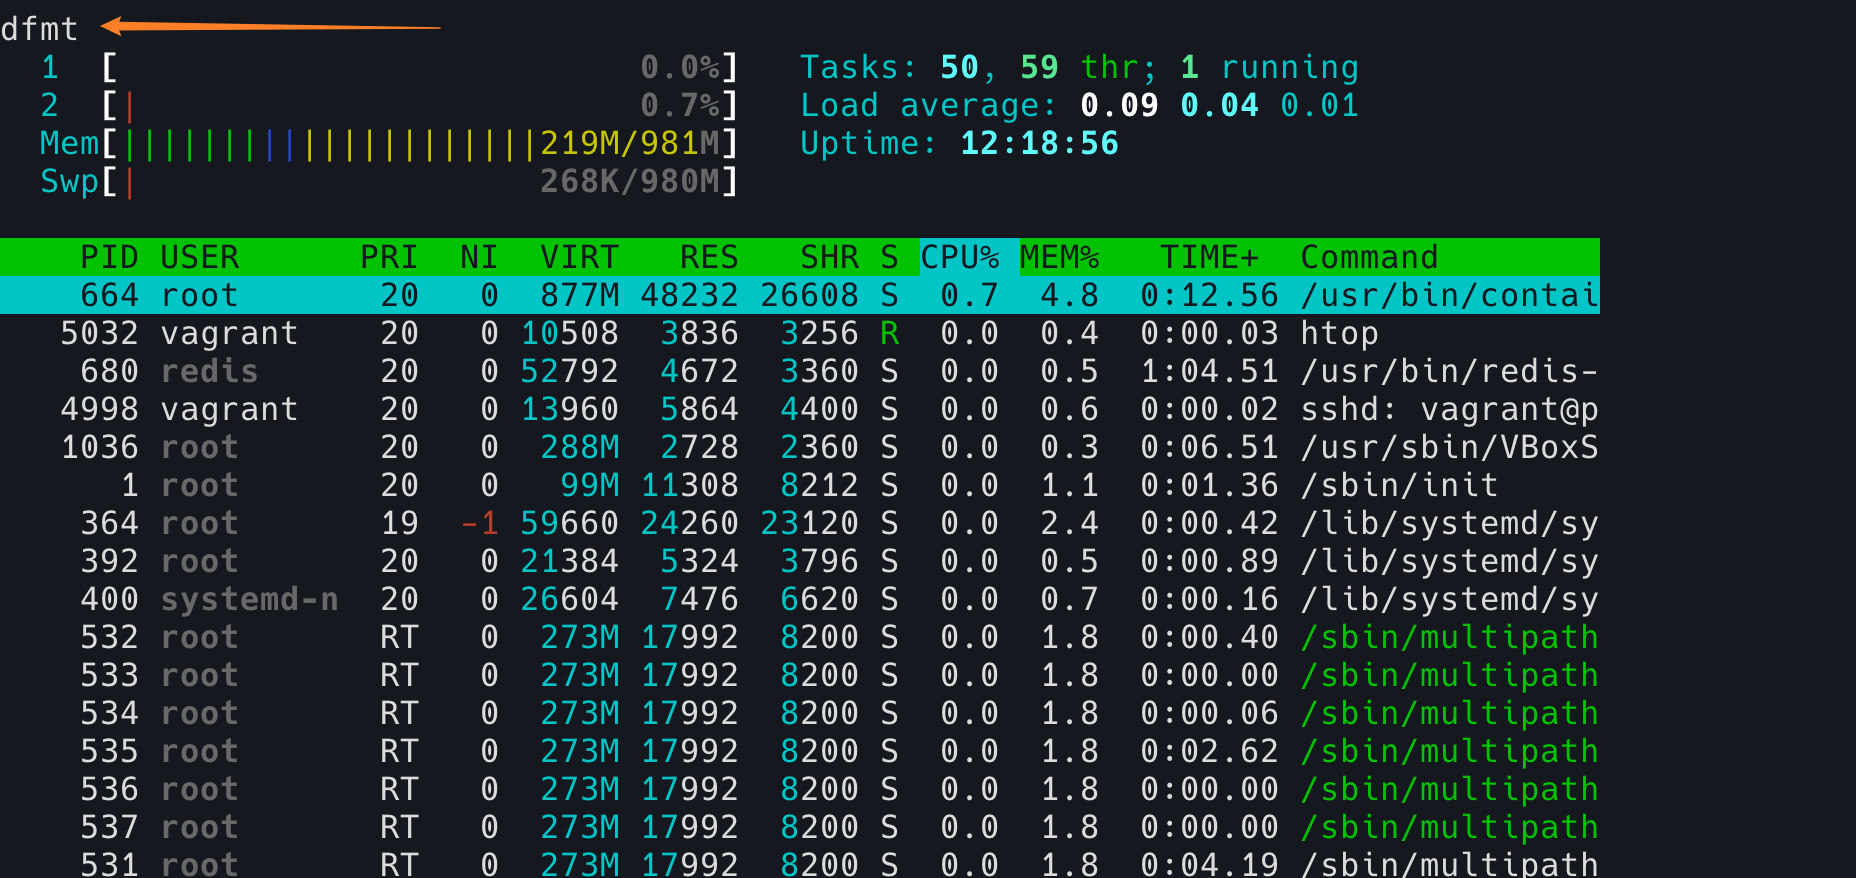 dfmt
1 [ 0.0%] Tasks: 50, 59 thr; 1 running
2 [| 0.7%] Load average: 0.09 0.04 0.01
Mem[|||||||||||||||||||||219M/981M] Uptime: 12:18:56
Swp[| 268K/980M]
PID USER PRI NI VIRT RES SHR S CPU% MEM% TIME+ Command
664 root 20 0 877M 48232 26608 S 0.7 4.8 0:12.56 /usr/bin/contai
5032 vagrant 20 0 10508 3836 3256 R 0.0 0.4 0:00.03 htop
680 redis 20 0 52792 4672 3360 S 0.0 0.5 1:04.51 /usr/bin/redis-
4998 vagrant 20 0 13960 5864 4400 S 0.0 0.6 0:00.02 sshd: vagrant@p
1036 root 20 0 288M 2728 2360 S 0.0 0.3 0:06.51 /usr/sbin/VBoxS
1 root 20 0 99M 11308 8212 S 0.0 1.1 0:01.36 /sbin/init
364 root 19 -1 59660 24260 23120 S 0.0 2.4 0:00.42 /lib/systemd/sy
392 root 20 0 21384 5324 3796 S 0.0 0.5 0:00.89 /lib/systemd/sy
400 systemd-n 20 0 26604 7476 6620 S 0.0 0.7 0:00.16 /lib/systemd/sy
532 root RT 0 273M 17992 8200 S 0.0 1.8 0:00.40 /sbin/multipath
533 root RT 0 273M 17992 8200 S 0.0 1.8 0:00.00 /sbin/multipath
534 root RT 0 273M 17992 8200 S 0.0 1.8 0:00.06 /sbin/multipath
535 root RT 0 273M 17992 8200 S 0.0 1.8 0:02.62 /sbin/multipath
536 root RT 0 273M 17992 8200 S 0.0 1.8 0:00.00 /sbin/multipath
537 root RT 0 273M 17992 8200 S 0.0 1.8 0:00.00 /sbin/multipath
531 root RT 0 273M 17992 8200 S 0.0 1.8 0:04.19 /sbin/multipath